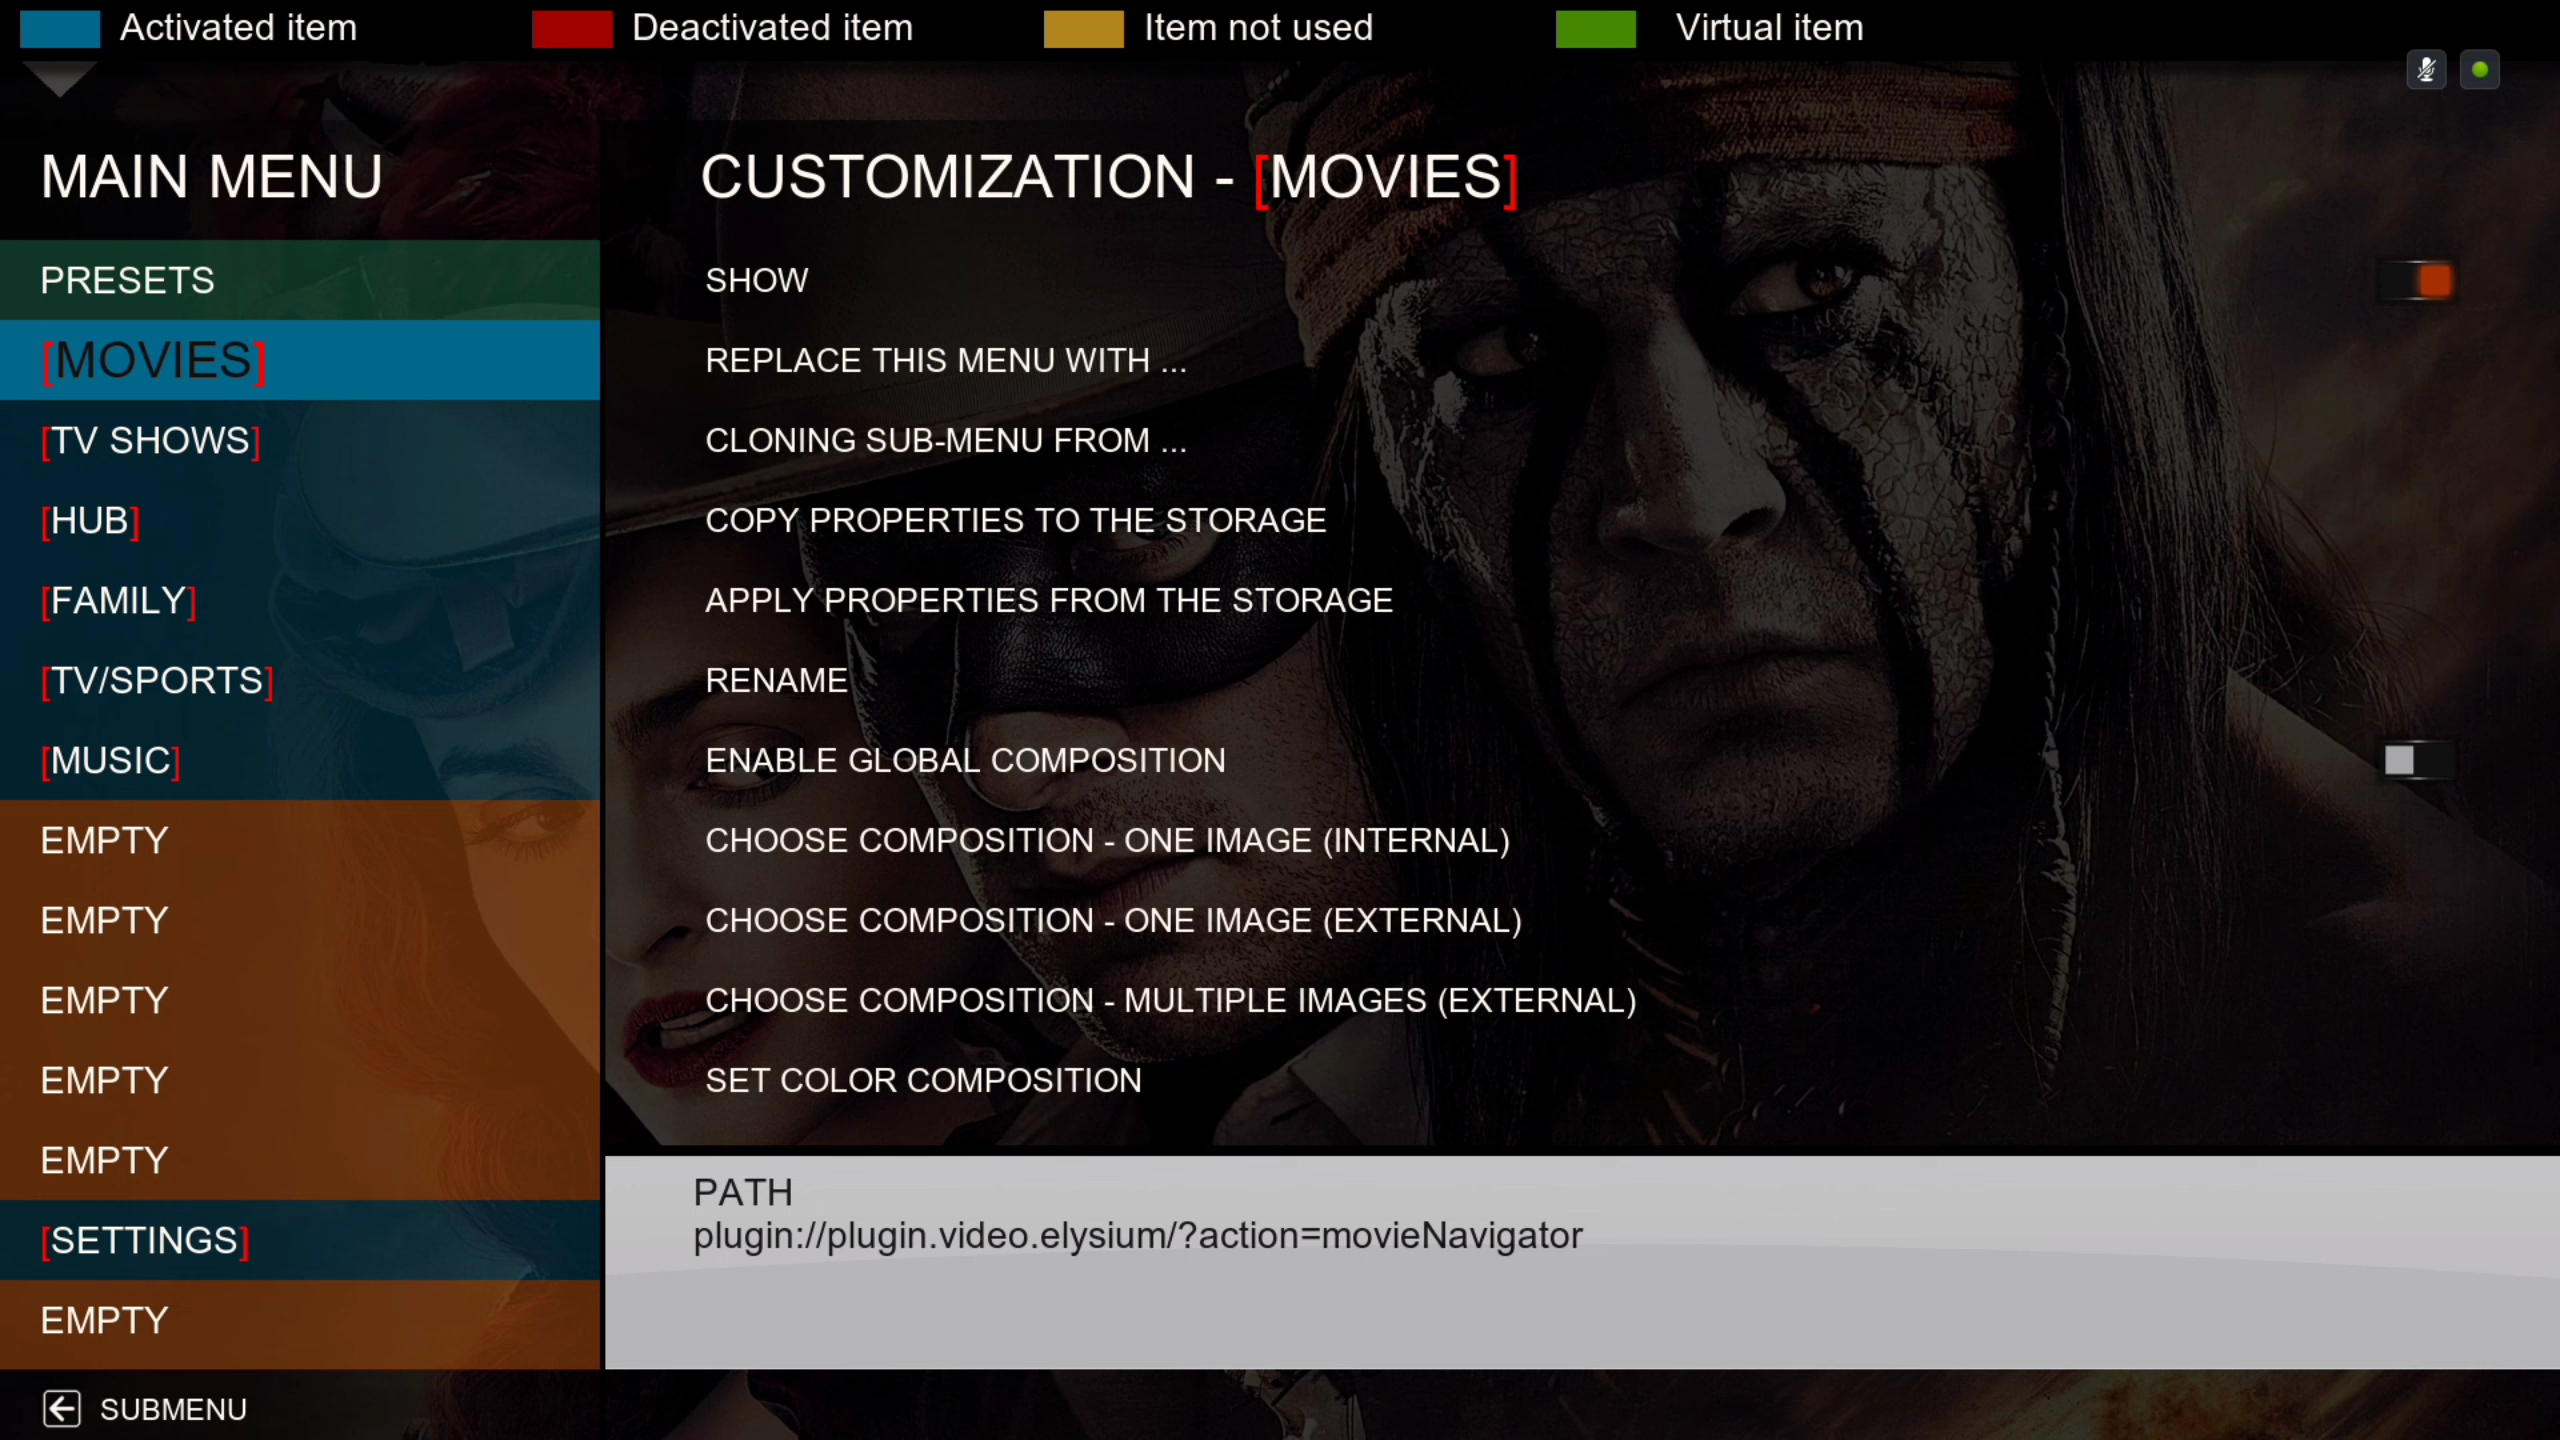 Activated item
Deactivated item
Item not used
Virtual item
MAIN MENU
PRESETS
[MOVIES]
[TV SHOWS]
[HUB]
[FAMILY]
[TV/SPORTS]
[MUSIC]
EMPTY
EMPTY
EMPTY
EMPTY
EMPTY
[SETTINGS]
EMPTY
SUBMENU
CUSTOMIZATION - [MOVIES]
SHOW
REPLACE THIS MENU WITH ...
CLONING SUB-MENU FROM ...
COPY PROPERTIES TO THE STORAGE
APPLY PROPERTIES FROM THE STORAGE
RENAME
ENABLE GLOBAL COMPOSITION
CHOOSE COMPOSITION - ONE IMAGE (INTERNAL)
CHOOSE COMPOSITION - ONE IMAGE (EXTERNAL)
CHOOSE COMPOSITION - MULTIPLE IMAGES (EXTERNAL)
SET COLOR COMPOSITION
PATH
plugin://plugin.video.elysium/?action=movieNavigator